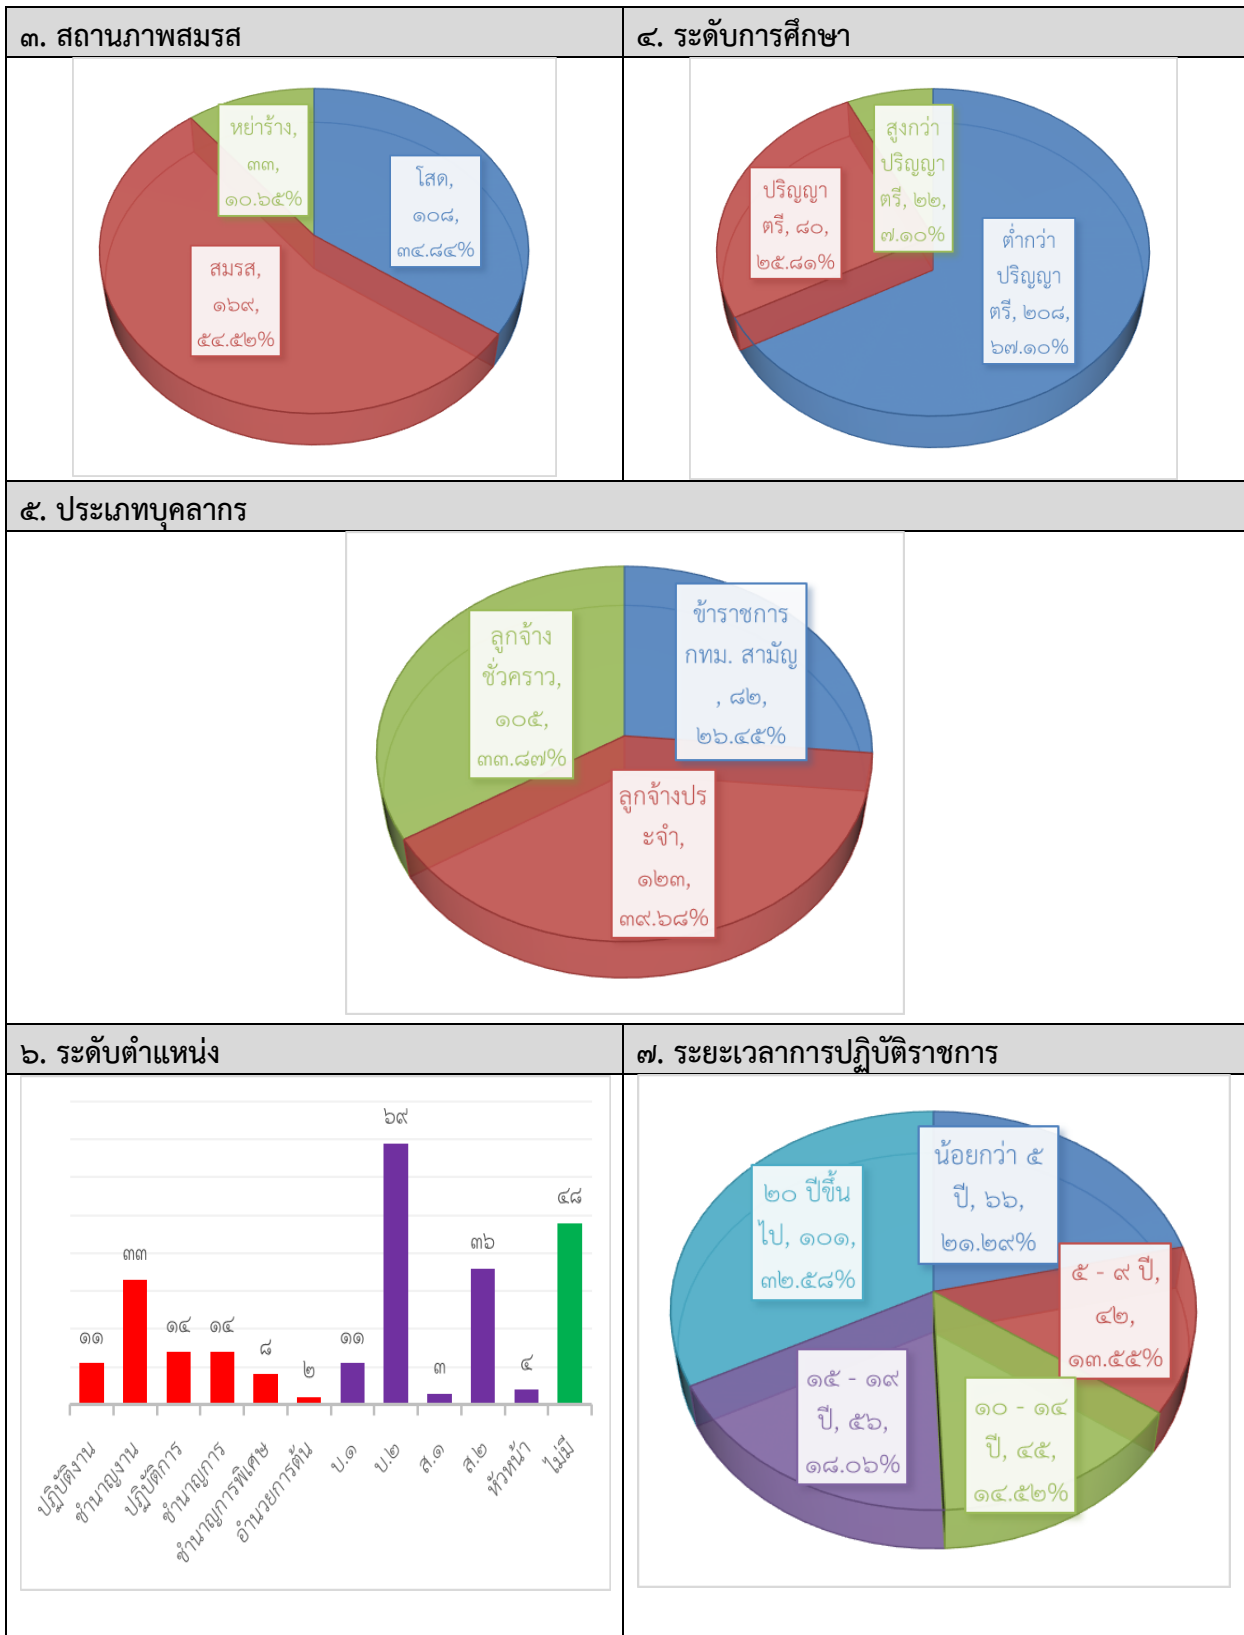 ๓. สถานภาพสมรส
๔. ระดับการศึกษา
หย่าร้าง,
๓๓,
๑๐.๖๕%
โสด,
๑๐๘,
๓๔.๘๔%
สมรส,
๑๖๙,
๕๔.๕๒%
สูงกว่า
ปริญญา
ตรี, ๒๒,
๗.๑๐%
ปริญญา
ตรี, ๘๐,
๒๕.๘๑%
ต่ำกว่า
ปริญญา
ตรี, ๒๐๘,
๖๗.๑๐%
๕. ประเภทบุคลากร
ข้าราชการ
กทม. สามัญ
, ๘๒,
๒๖.๔๕%
ลูกจ้าง
ชั่วคราว,
๑๐๕,
๓๓.๘๗%
ลูกจ้างปร
ะจำ,
๑๒๓,
๓๙.๖๘%
๖. ระดับตำแหน่ง
๗. ระยะเวลาการปฏิบัติราชการ
๑๑
๓๓
๑๔
๑๔
๘
๒
๑๑
๖๙
๓
๓๖
๔
๔๘
ปฏิบัติงาน
ชำนาญงาน
ปฏิบัติการ
ชำนาญการ
ชำนาญการพิเศษ
อำนวยการต้น
บ.๑
บ.๒
ส.๑
ส.๒
หัวหน้า
ไม่มี
น้อยกว่า ๕
ปี, ๖๖,
๒๑.๒๙%
๒๐ ปีขึ้น
ไป, ๑๐๑,
๓๒.๕๘%
๕ - ๙ ปี,
๔๒,
๑๓.๕๕%
๑๕ - ๑๙
ปี, ๕๖,
๑๘.๐๖%
๑๐ - ๑๔
ปี, ๔๕,
๑๔.๕๒%